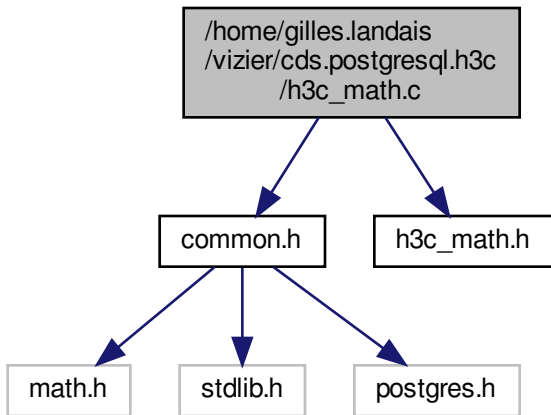 /home/gilles.landais
/vizier/cds.postgresql.h3c
/h3c_math.c
common.h
h3c_math.h
math.h
stdlib.h
postgres.h